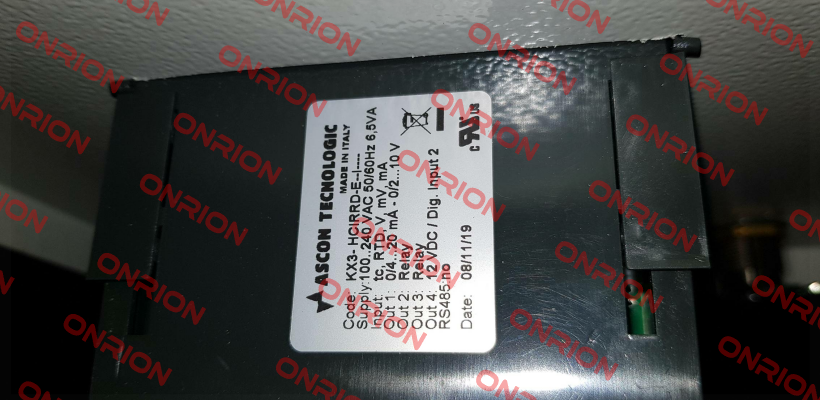 ASCON TECNOLOGIC
MADE IN ITALY
Code: KX3-HCIRRD-E--I----
Supply:100..240 VAC 50/60Hz 6,5VA
Input: tc, RTD, V, mV, mA
Out 1: 0/4...20 mA - 0/2...10 V
Out 2: Relay
Out 3: Relay
Out 4: 12 VDC / Dig. Input 2
RS485:no
Date: 08/11/19
c RU us
ONRION